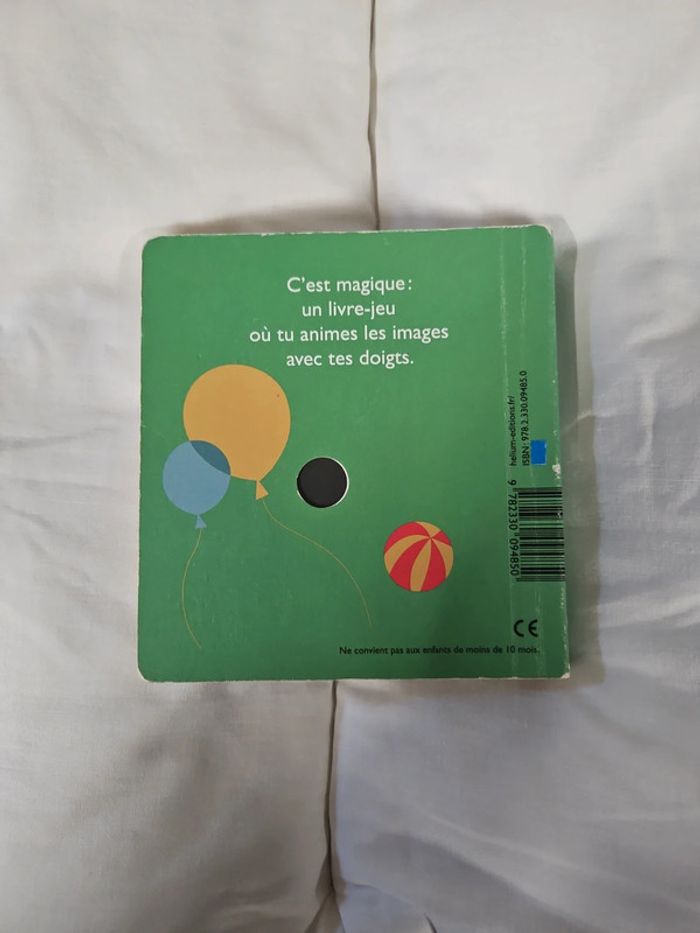 C'est magique :
un livre-jeu
où tu animes les images
avec tes doigts.
helium-editions.fr/
ISBN : 978.2.330.09485.0
9 782330 094850
CE
Ne convient pas aux enfants de moins de 10 mois.